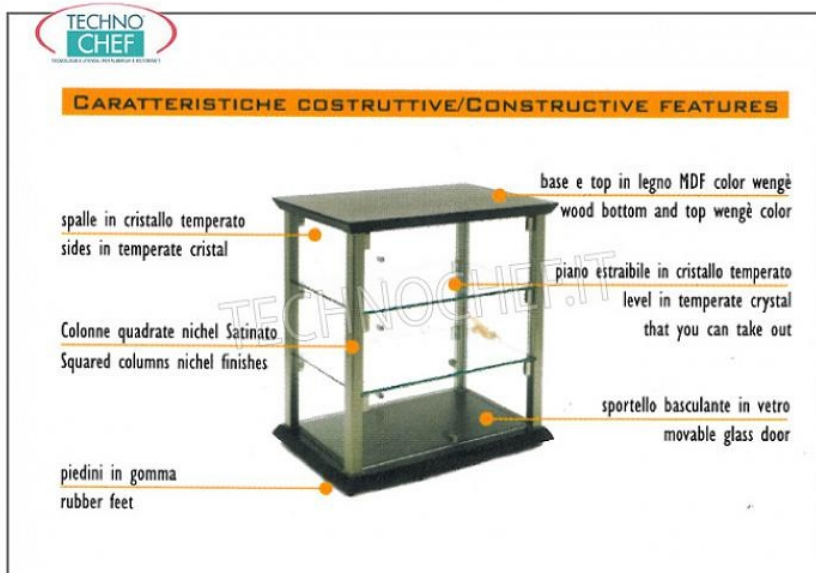 TECHNO
CHEF
CARATTERISTICHE COSTRUTTIVE/CONSTRUCTIVE FEATURES
base e top in legno MDF color wengè
wood bottom and top wengè color
spalle in cristallo temperato
sides in temperate cristal
piano estraibile in cristallo temperato
level in temperate crystal
that you can take out
TECHNOCHEF.IT
Colonne quadrate nichel Satinato
Squared columns nichel finishes
sportello basculante in vetro
movable glass door
piedini in gomma
rubber feet